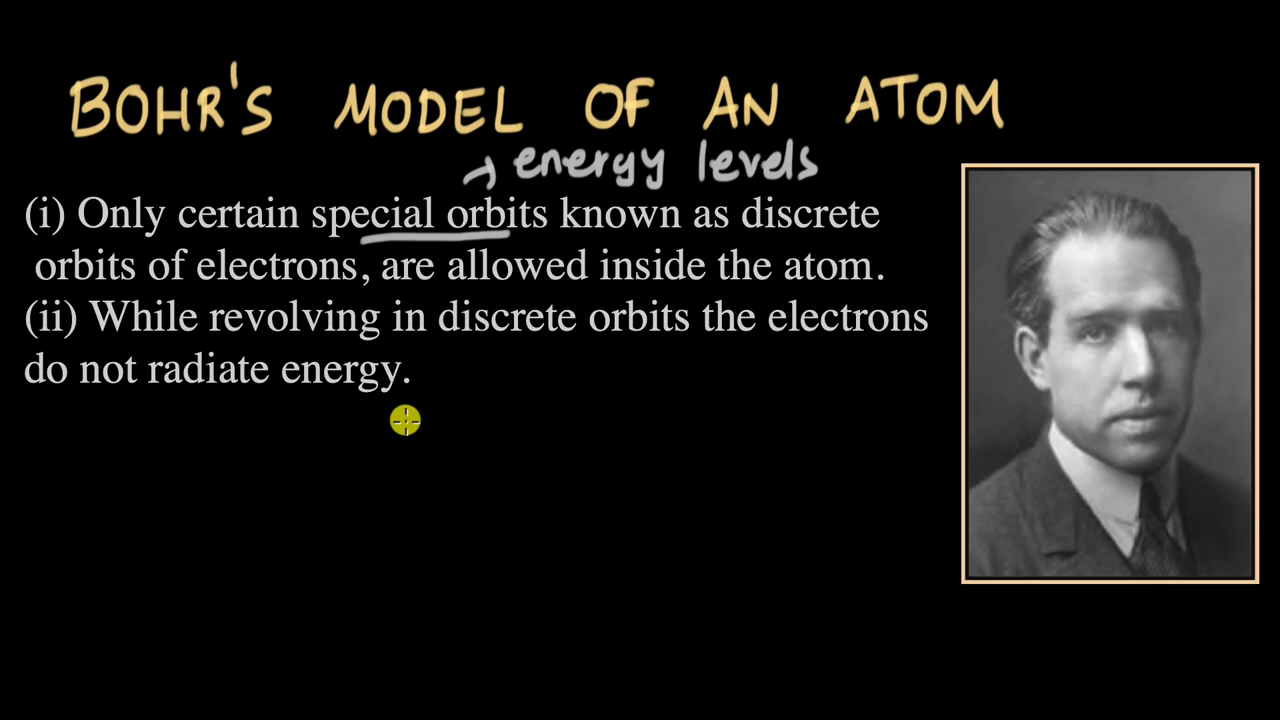 BOHR'S MODEL OF AN ATOM
→ energy levels
(i) Only certain special orbits known as discrete
orbits of electrons, are allowed inside the atom.
(ii) While revolving in discrete orbits the electrons
do not radiate energy.